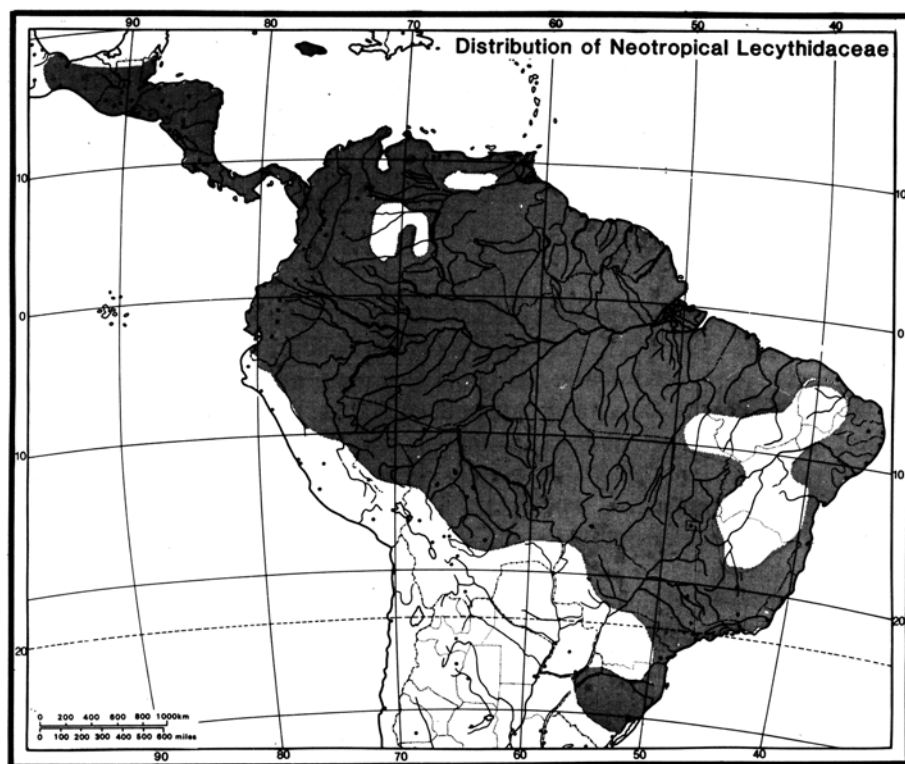 90 80 70 60 50 40
Distribution of Neotropical Lecythidaceae
10 10
0 0
10 10
20 20
0 200 400 600 800 1000km
0 100 200 300 400 500 600 miles
90 80 70 60 50 40